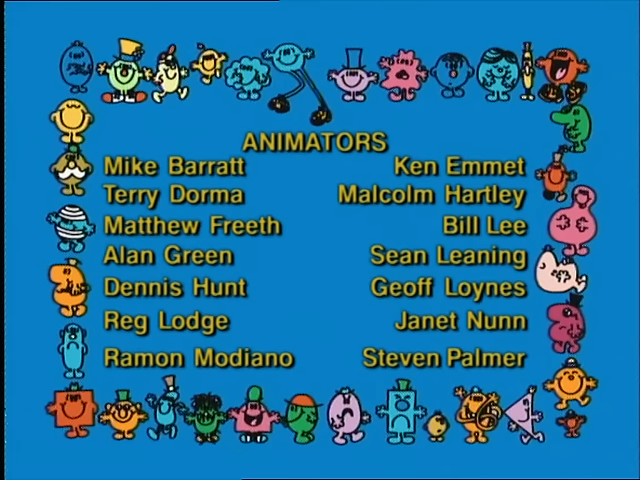 ANIMATORS
Mike Barratt Ken Emmet
Terry Dorma Malcolm Hartley
Matthew Freeth Bill Lee
Alan Green Sean Leaning
Dennis Hunt Geoff Loynes
Reg Lodge Janet Nunn
Ramon Modiano Steven Palmer